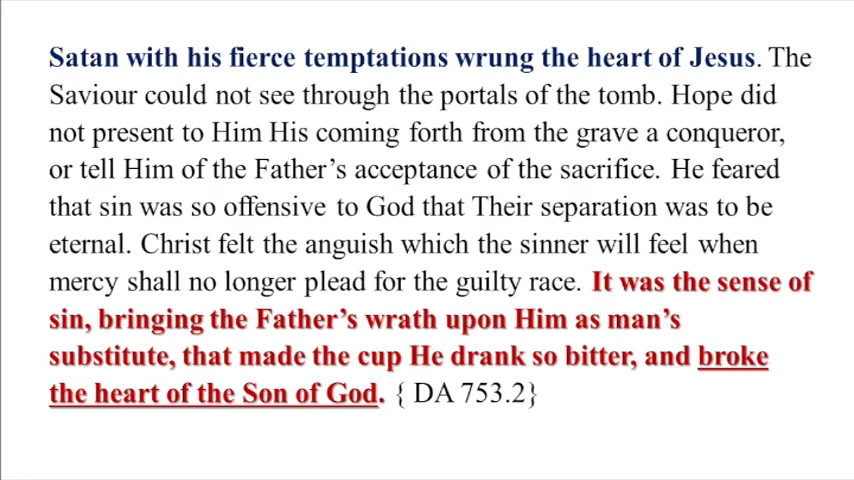 Satan with his fierce temptations wrung the heart of Jesus. The
Saviour could not see through the portals of the tomb. Hope did
not present to Him His coming forth from the grave a conqueror,
or tell Him of the Father’s acceptance of the sacrifice. He feared
that sin was so offensive to God that Their separation was to be
eternal. Christ felt the anguish which the sinner will feel when
mercy shall no longer plead for the guilty race. It was the sense of
sin, bringing the Father’s wrath upon Him as man’s
substitute, that made the cup He drank so bitter, and broke
the heart of the Son of God. { DA 753.2}